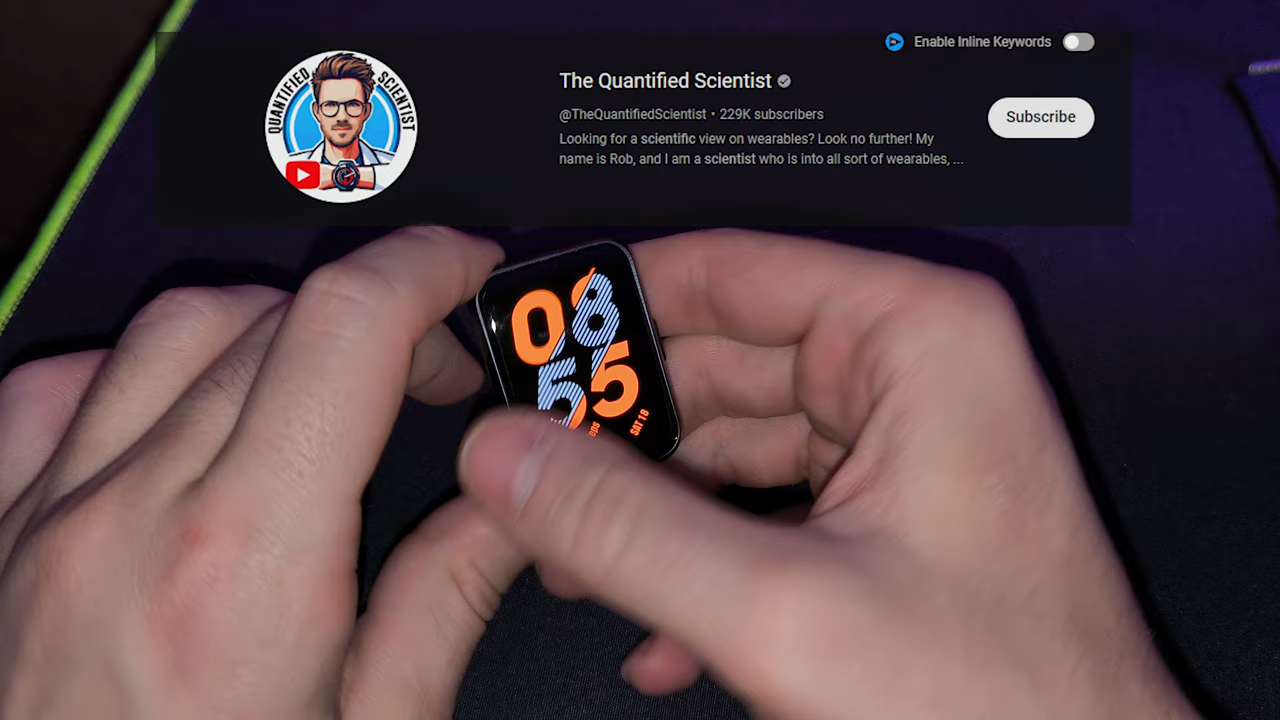 Enable Inline Keywords
QUANTIFIED SCIENTIST
The Quantified Scientist
@TheQuantifiedScientist • 229K subscribers
Looking for a scientific view on wearables? Look no further! My
name is Rob, and I am a scientist who is into all sort of wearables, ...
Subscribe
08
55
SAT 18